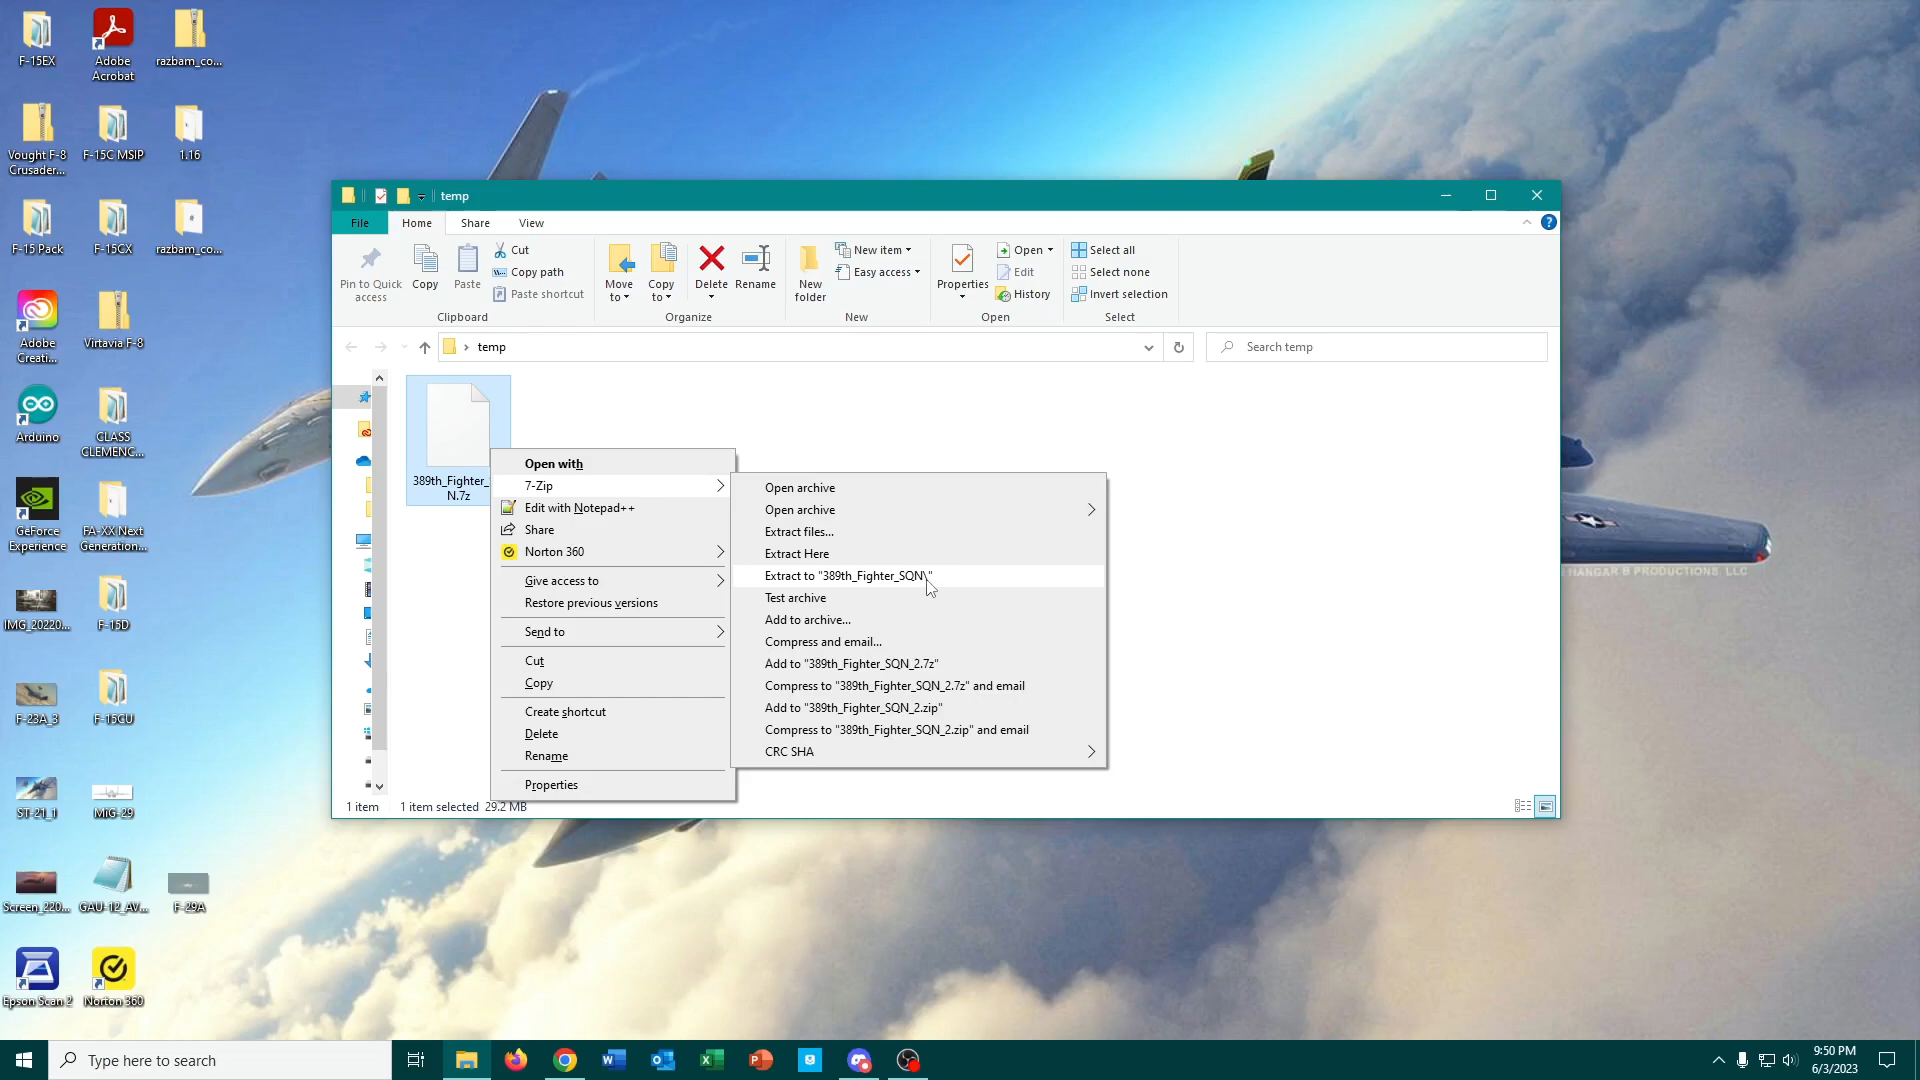 F-15EX
Adobe
Acrobat
razbam_co...
Vought F-8
Crusader...
F-15C MSIP
1.16
F-15 Pack
F-15CX
razbam_co...
Adobe
Creati...
Virtavia F-8
Arduino
CLASS
CLEMENC...
GeForce
Experience
FA-XX Next
Generation...
IMG_20220...
F-15D
F-23A_3
F-15CU
ST-21_1
MiG-29
Screen_220...
GAU-12_AV...
F-29A
Epson Scan 2
Norton 360
temp
File
Home
Share
View
Pin to Quick
access
Copy
Paste
Cut
Copy path
Paste shortcut
Clipboard
Move
to
Copy
to
Delete
Rename
Organize
New
folder
New item
Easy access
New
Properties
Open
Edit
History
Open
Select all
Select none
Invert selection
Select
temp
Search temp
389th_Fighter_
N.7z
Open with
7-Zip
Edit with Notepad++
Share
Norton 360
Give access to
Restore previous versions
Send to
Cut
Copy
Create shortcut
Delete
Rename
Properties
Open archive
Open archive
Extract files...
Extract Here
Extract to "389th_Fighter_SQN\"
Test archive
Add to archive...
Compress and email...
Add to "389th_Fighter_SQN_2.7z"
Compress to "389th_Fighter_SQN_2.7z" and email
Add to "389th_Fighter_SQN_2.zip"
Compress to "389th_Fighter_SQN_2.zip" and email
CRC SHA
1 item
1 item selected 29.2 MB
HANGAR B PRODUCTIONS LLC
Type here to search
9:50 PM
6/3/2023